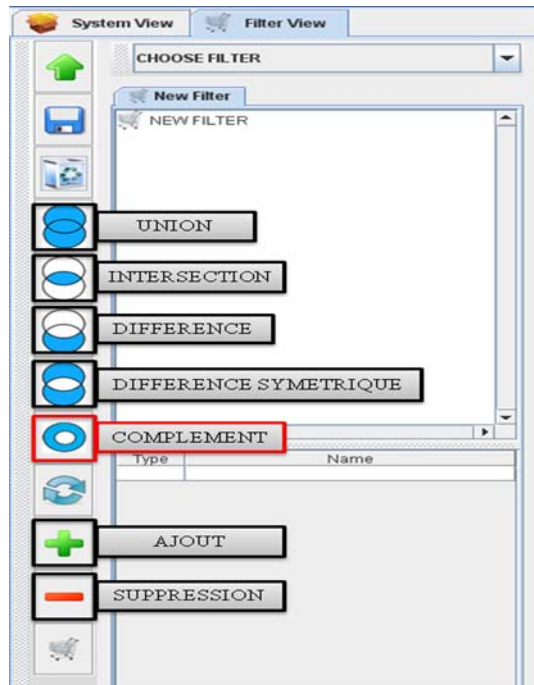 System View
Filter View
CHOOSE FILTER
New Filter
NEW FILTER
UNION
INTERSECTION
DIFFERENCE
DIFFERENCE SYMETRIQUE
COMPLEMENT
Type Name
AJOUT
SUPPRESSION